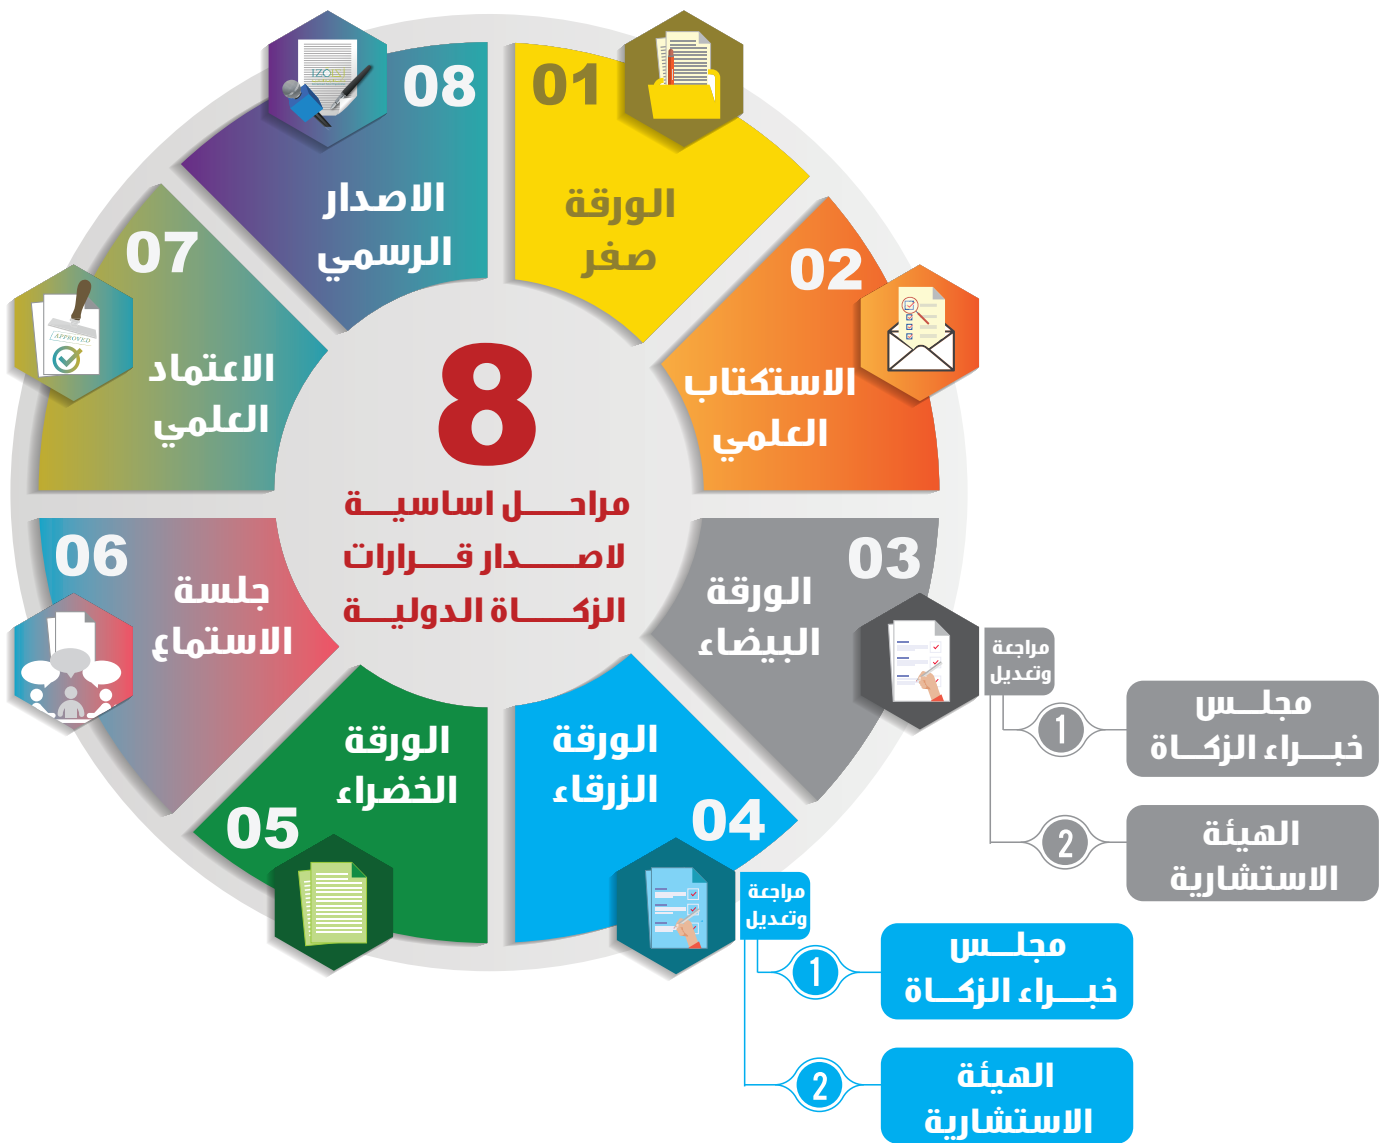 8
مراحل اساسية
لاصدار قرارات
الزكاة الدولية
01
الورقة
صفر
02
الاستكتاب
العلمي
03
الورقة
البيضاء
مراجعة
وتعديل
1
مجلس
خبراء الزكاة
2
الهيئة
الاستشارية
04
الورقة
الزرقاء
مراجعة
وتعديل
1
مجلس
خبراء الزكاة
2
الهيئة
الاستشارية
05
الورقة
الخضراء
06
جلسة
الاستماع
07
الاعتماد
العلمي
APPROVED
08
الاصدار
الرسمي